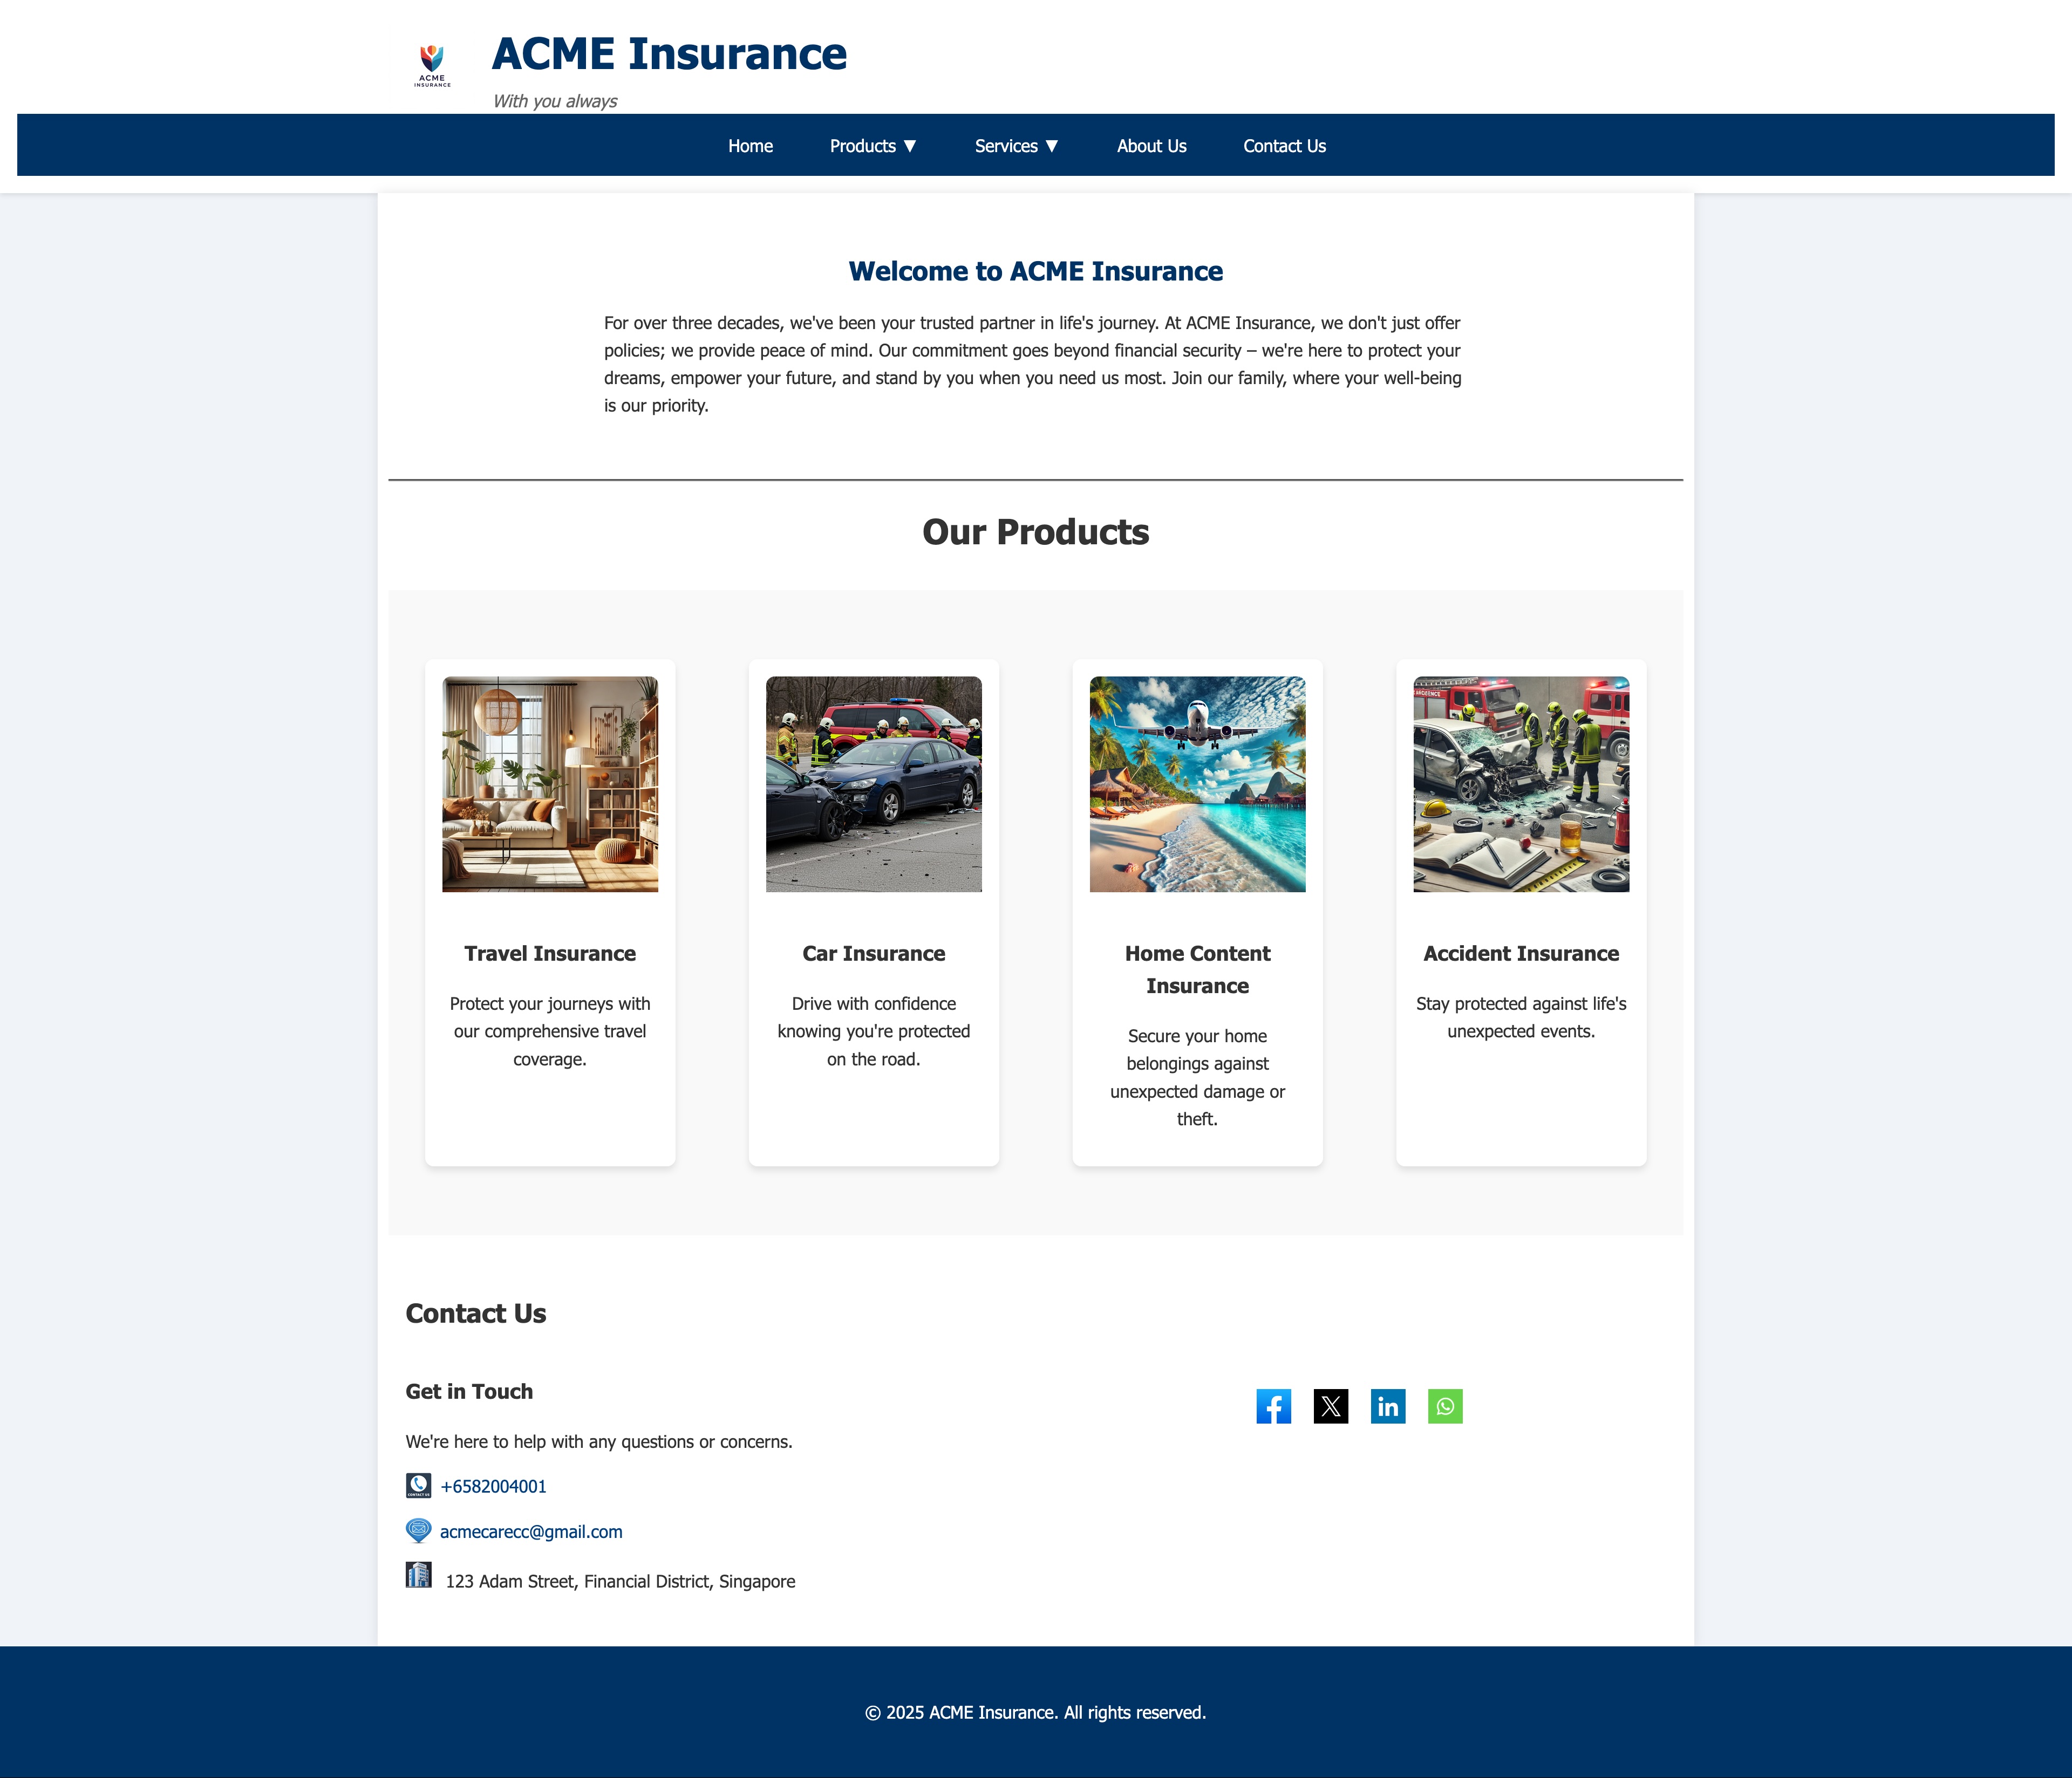 ACME
INSURANCE
ACME Insurance
With you always
Home
Products ▼
Services ▼
About Us
Contact Us
Welcome to ACME Insurance
For over three decades, we've been your trusted partner in life's journey. At ACME Insurance, we don't just offer
policies; we provide peace of mind. Our commitment goes beyond financial security – we're here to protect your
dreams, empower your future, and stand by you when you need us most. Join our family, where your well-being
is our priority.
Our Products
Travel Insurance
Protect your journeys with
our comprehensive travel
coverage.
Car Insurance
Drive with confidence
knowing you're protected
on the road.
Home Content
Insurance
Secure your home
belongings against
unexpected damage or
theft.
Accident Insurance
Stay protected against life's
unexpected events.
Contact Us
Get in Touch
We're here to help with any questions or concerns.
CONTACT US
+6582004001
acmecarecc@gmail.com
123 Adam Street, Financial District, Singapore
© 2025 ACME Insurance. All rights reserved.